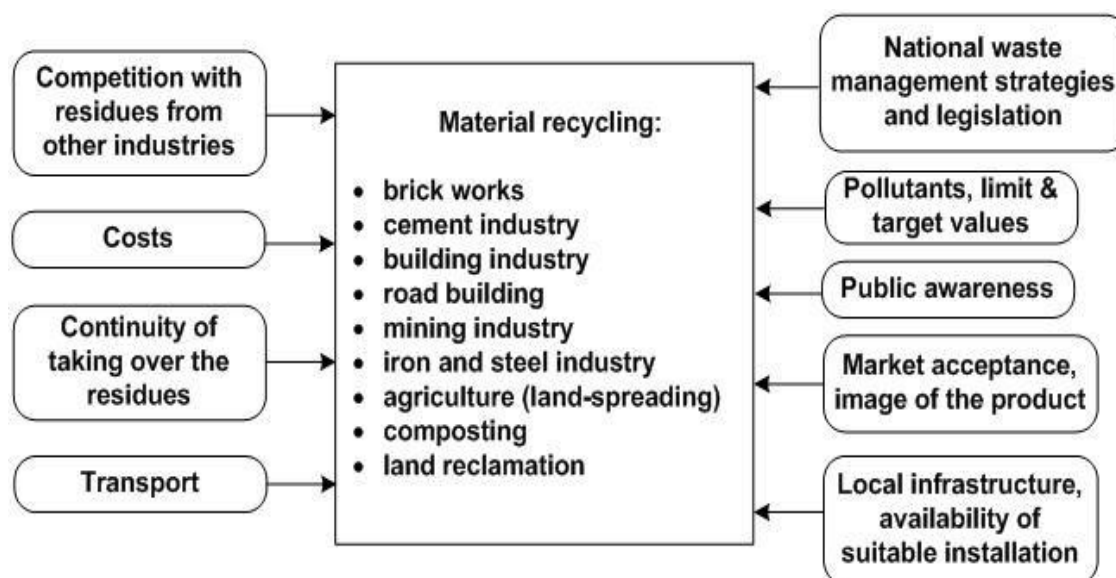 Competition with
residues from
other industries
Costs
Continuity of
taking over the
residues
Transport
Material recycling:
• brick works
• cement industry
• building industry
• road building
• mining industry
• iron and steel industry
• agriculture (land-spreading)
• composting
• land reclamation
National waste
management strategies
and legislation
Pollutants, limit &
target values
Public awareness
Market acceptance,
image of the product
Local infrastructure,
availability of
suitable installation